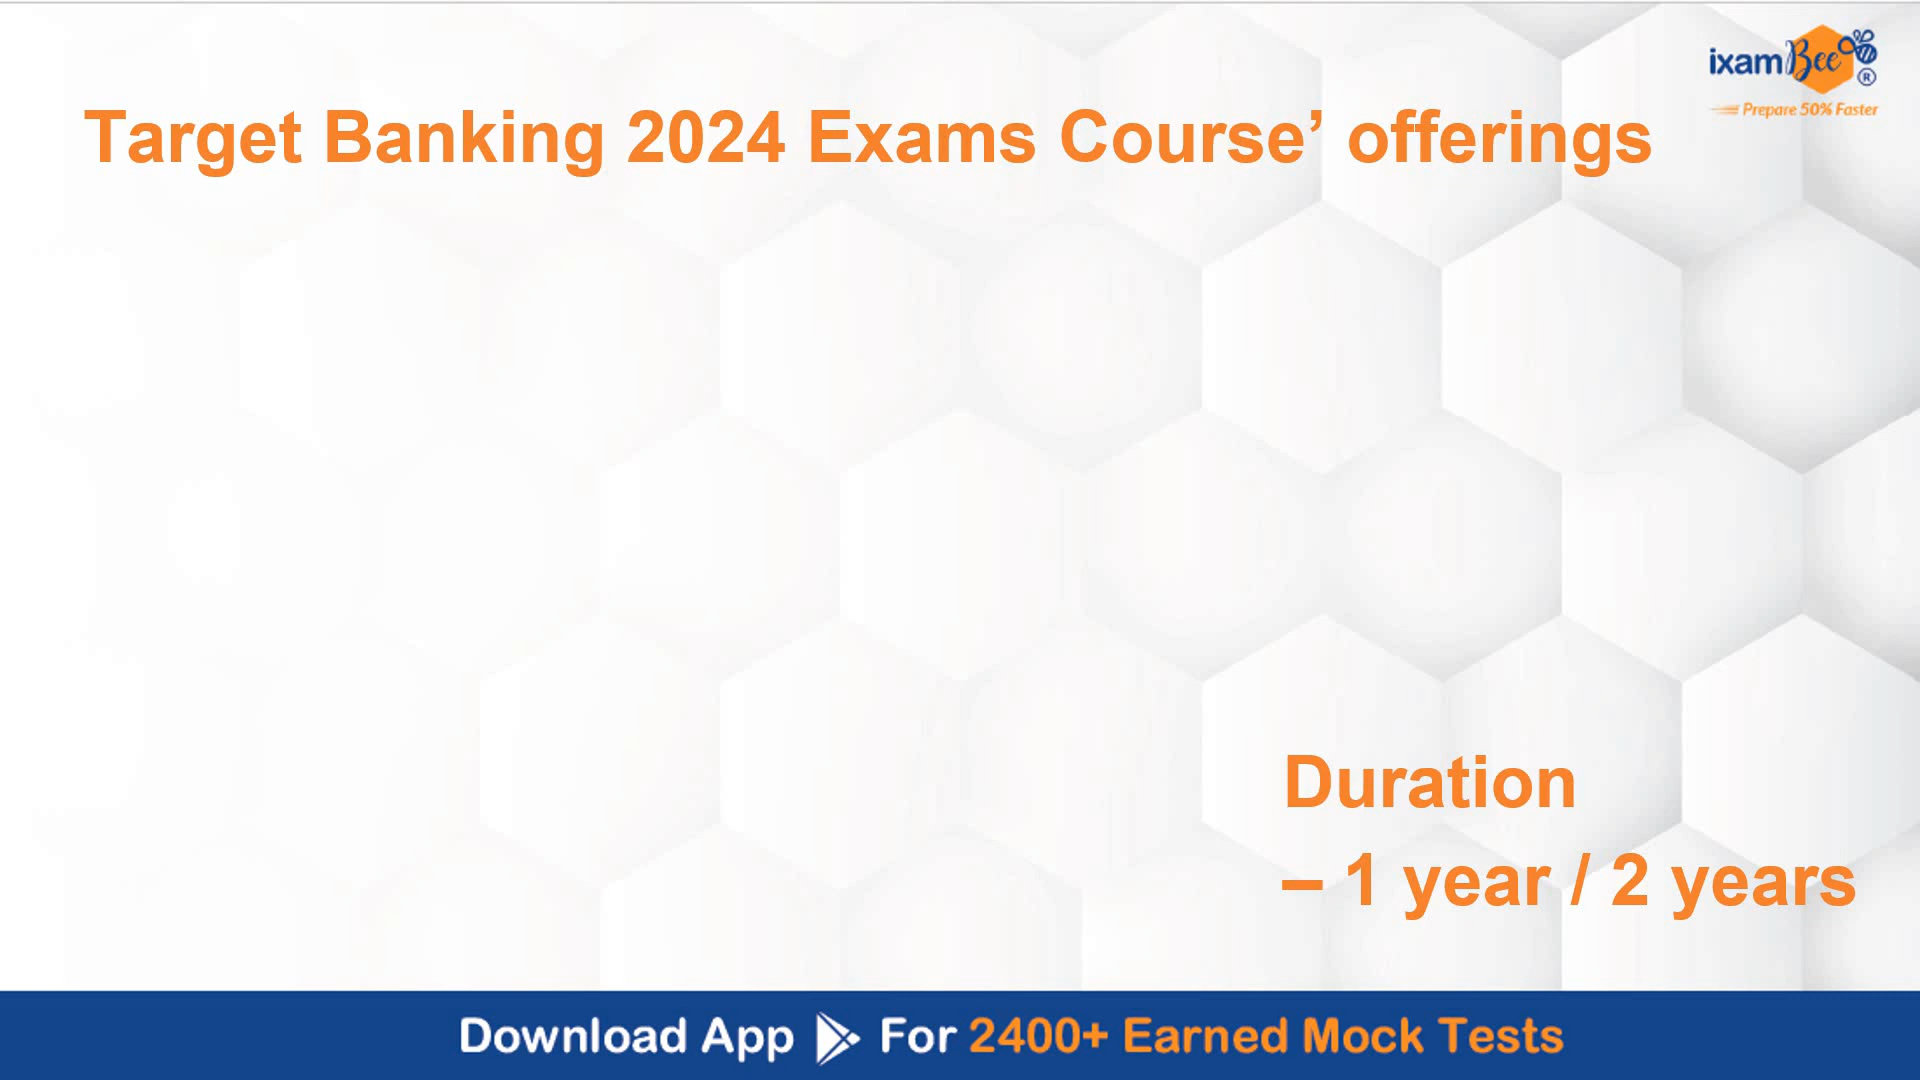 ixamBee®
Prepare 50% Faster
Target Banking 2024 Exams Course’ offerings
Duration
– 1 year / 2 years
Download App For 2400+ Earned Mock Tests